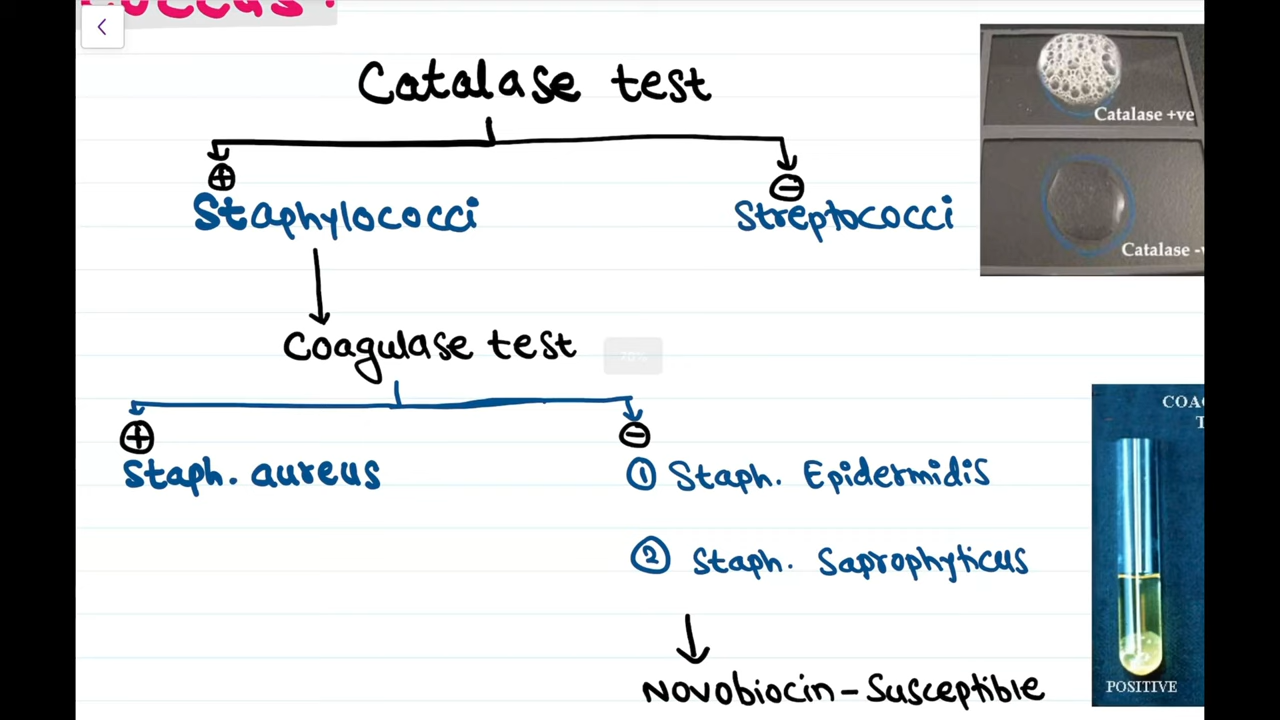 Catalase test
⊕
⊖
Staphylococci
Streptococci
Catalase +ve
Catalase -
Coagulase test
70%
⊕
⊖
Staph. aureus
① Staph. Epidermidis
② Staph. Saprophyticus
Novobiocin - Susceptible
POSITIVE